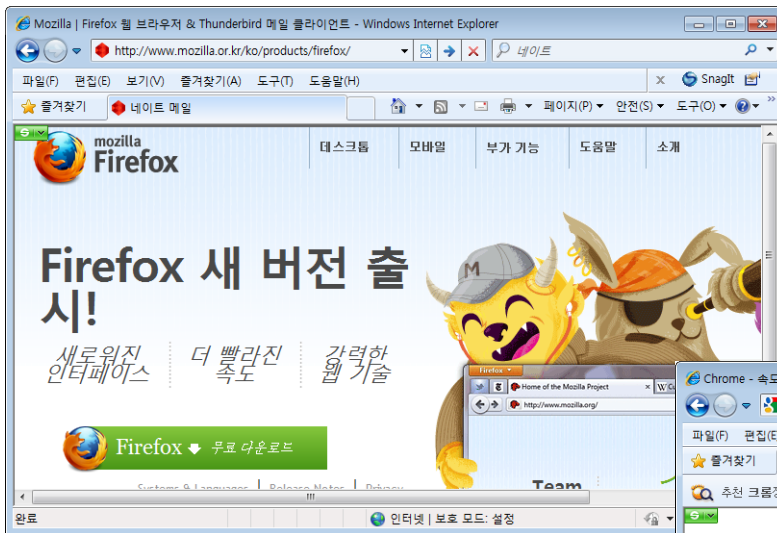 Mozilla | Firefox 웹 브라우저 & Thunderbird 메일 클라이언트 - Windows Internet Explorer
http://www.mozilla.or.kr/ko/products/firefox/
네이트
파일(F) 편집(E) 보기(V) 즐겨찾기(A) 도구(T) 도움말(H)
x SnagIt
즐겨찾기
네이트 메일
페이지(P) 안전(S) 도구(O)
mozilla
Firefox
데스크톱 모바일 부가 기능 도움말 소개
Firefox 새 버전 출
시!
새로워진
인터페이스
더 빨라진
속도
강력한
웹 기술
M
Firefox 무료 다운로드
Systems & Languages Release Notes Privacy
Firefox
Home of the Mozilla Project
http://www.mozilla.org/
Team
완료
인터넷 | 보호 모드: 설정
Chrome - 속도
파일(F) 편집(E
즐겨찾기
추천 크롬